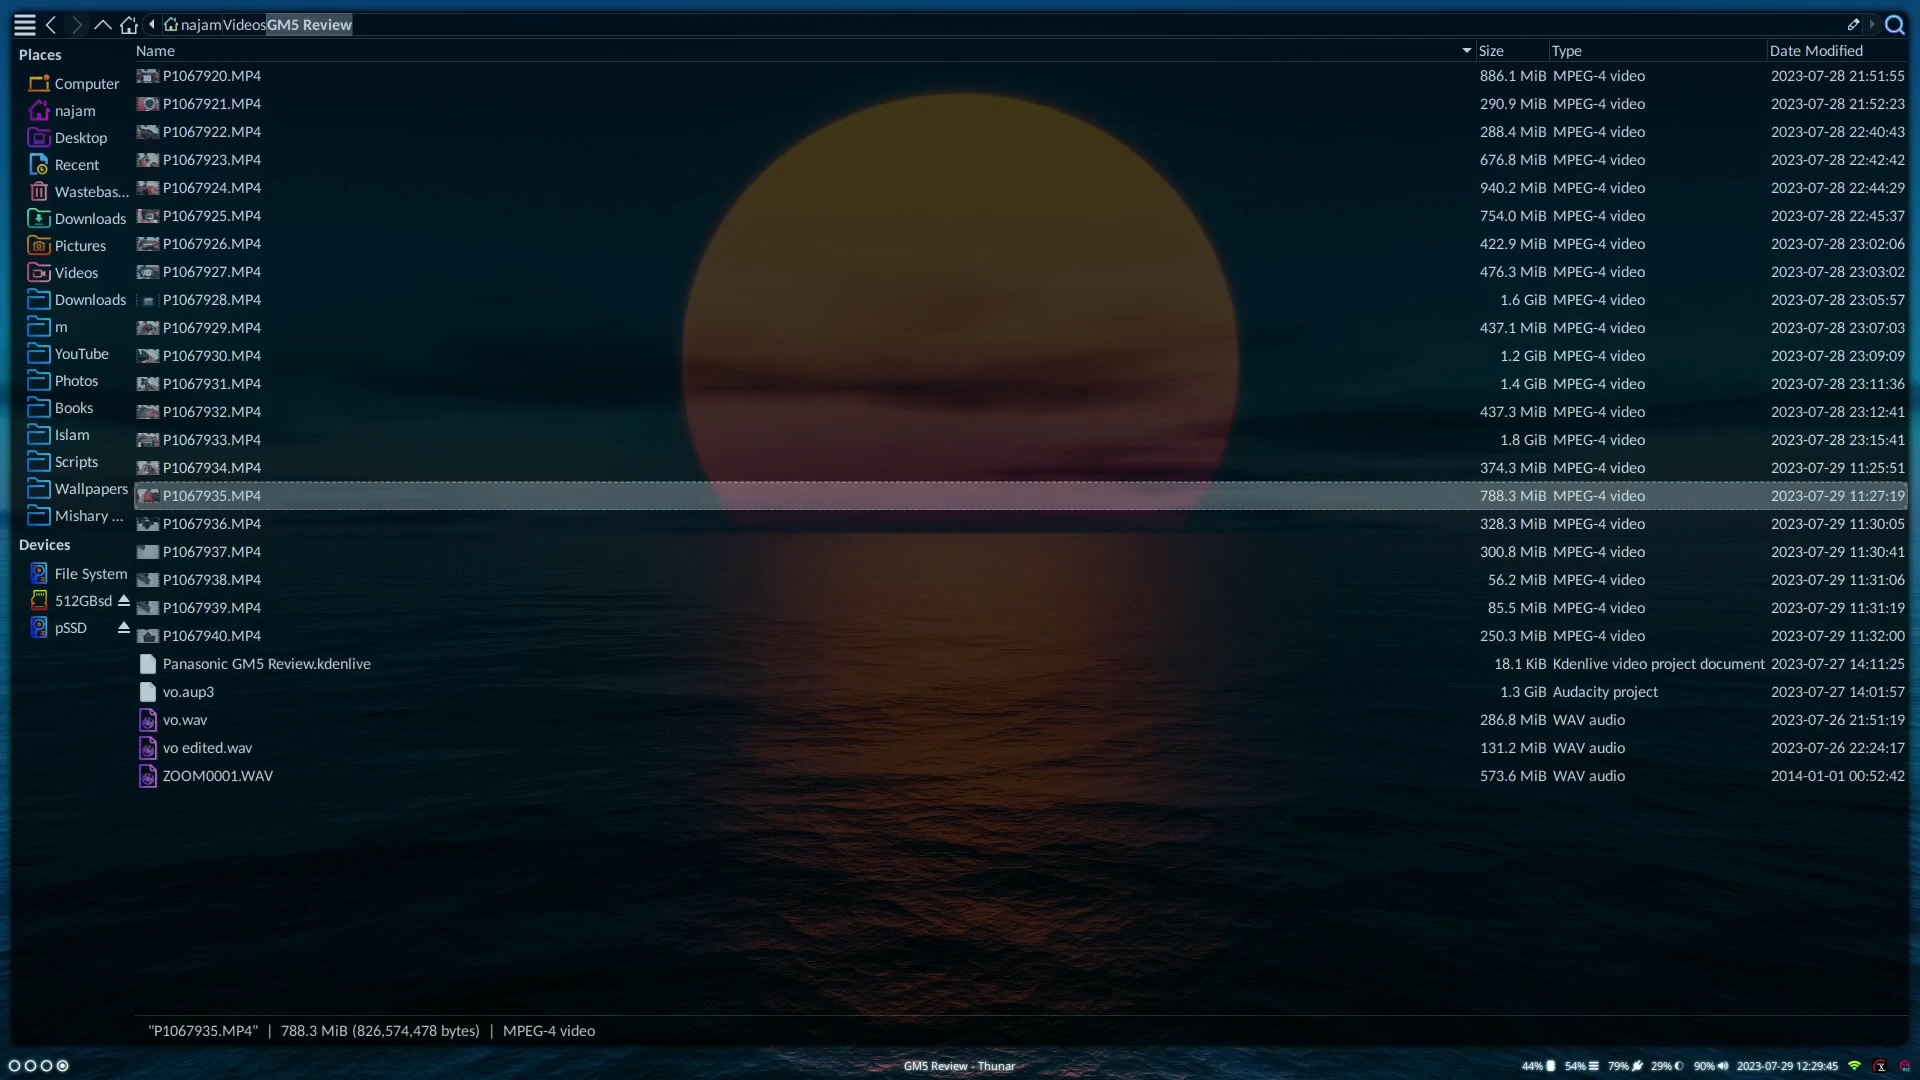 najam Videos GM5 Review
Places
Computer
najam
Desktop
Recent
Wastebas...
Downloads
Pictures
Videos
Downloads
m
YouTube
Photos
Books
Islam
Scripts
Wallpapers
Mishary ...
Devices
File System
512GBsd
pSSD
Name Size Type Date Modified
P1067920.MP4 886.1 MiB MPEG-4 video 2023-07-28 21:51:55
P1067921.MP4 290.9 MiB MPEG-4 video 2023-07-28 21:52:23
P1067922.MP4 288.4 MiB MPEG-4 video 2023-07-28 22:40:43
P1067923.MP4 676.8 MiB MPEG-4 video 2023-07-28 22:42:42
P1067924.MP4 940.2 MiB MPEG-4 video 2023-07-28 22:44:29
P1067925.MP4 754.0 MiB MPEG-4 video 2023-07-28 22:45:37
P1067926.MP4 422.9 MiB MPEG-4 video 2023-07-28 23:02:06
P1067927.MP4 476.3 MiB MPEG-4 video 2023-07-28 23:03:02
P1067928.MP4 1.6 GiB MPEG-4 video 2023-07-28 23:05:57
P1067929.MP4 437.1 MiB MPEG-4 video 2023-07-28 23:07:03
P1067930.MP4 1.2 GiB MPEG-4 video 2023-07-28 23:09:09
P1067931.MP4 1.4 GiB MPEG-4 video 2023-07-28 23:11:36
P1067932.MP4 437.3 MiB MPEG-4 video 2023-07-28 23:12:41
P1067933.MP4 1.8 GiB MPEG-4 video 2023-07-28 23:15:41
P1067934.MP4 374.3 MiB MPEG-4 video 2023-07-29 11:25:51
P1067935.MP4 788.3 MiB MPEG-4 video 2023-07-29 11:27:19
P1067936.MP4 328.3 MiB MPEG-4 video 2023-07-29 11:30:05
P1067937.MP4 300.8 MiB MPEG-4 video 2023-07-29 11:30:41
P1067938.MP4 56.2 MiB MPEG-4 video 2023-07-29 11:31:06
P1067939.MP4 85.5 MiB MPEG-4 video 2023-07-29 11:31:19
P1067940.MP4 250.3 MiB MPEG-4 video 2023-07-29 11:32:00
Panasonic GM5 Review.kdenlive 18.1 KiB Kdenlive video project document 2023-07-27 14:11:25
vo.aup3 1.3 GiB Audacity project 2023-07-27 14:01:57
vo.wav 286.8 MiB WAV audio 2023-07-26 21:51:19
vo edited.wav 131.2 MiB WAV audio 2023-07-26 22:24:17
ZOOM0001.WAV 573.6 MiB WAV audio 2014-01-01 00:52:42
"P1067935.MP4" | 788.3 MiB (826,574,478 bytes) | MPEG-4 video
GM5 Review - Thunar
44% 54% 79% 29% 90% 2023-07-29 12:29:45